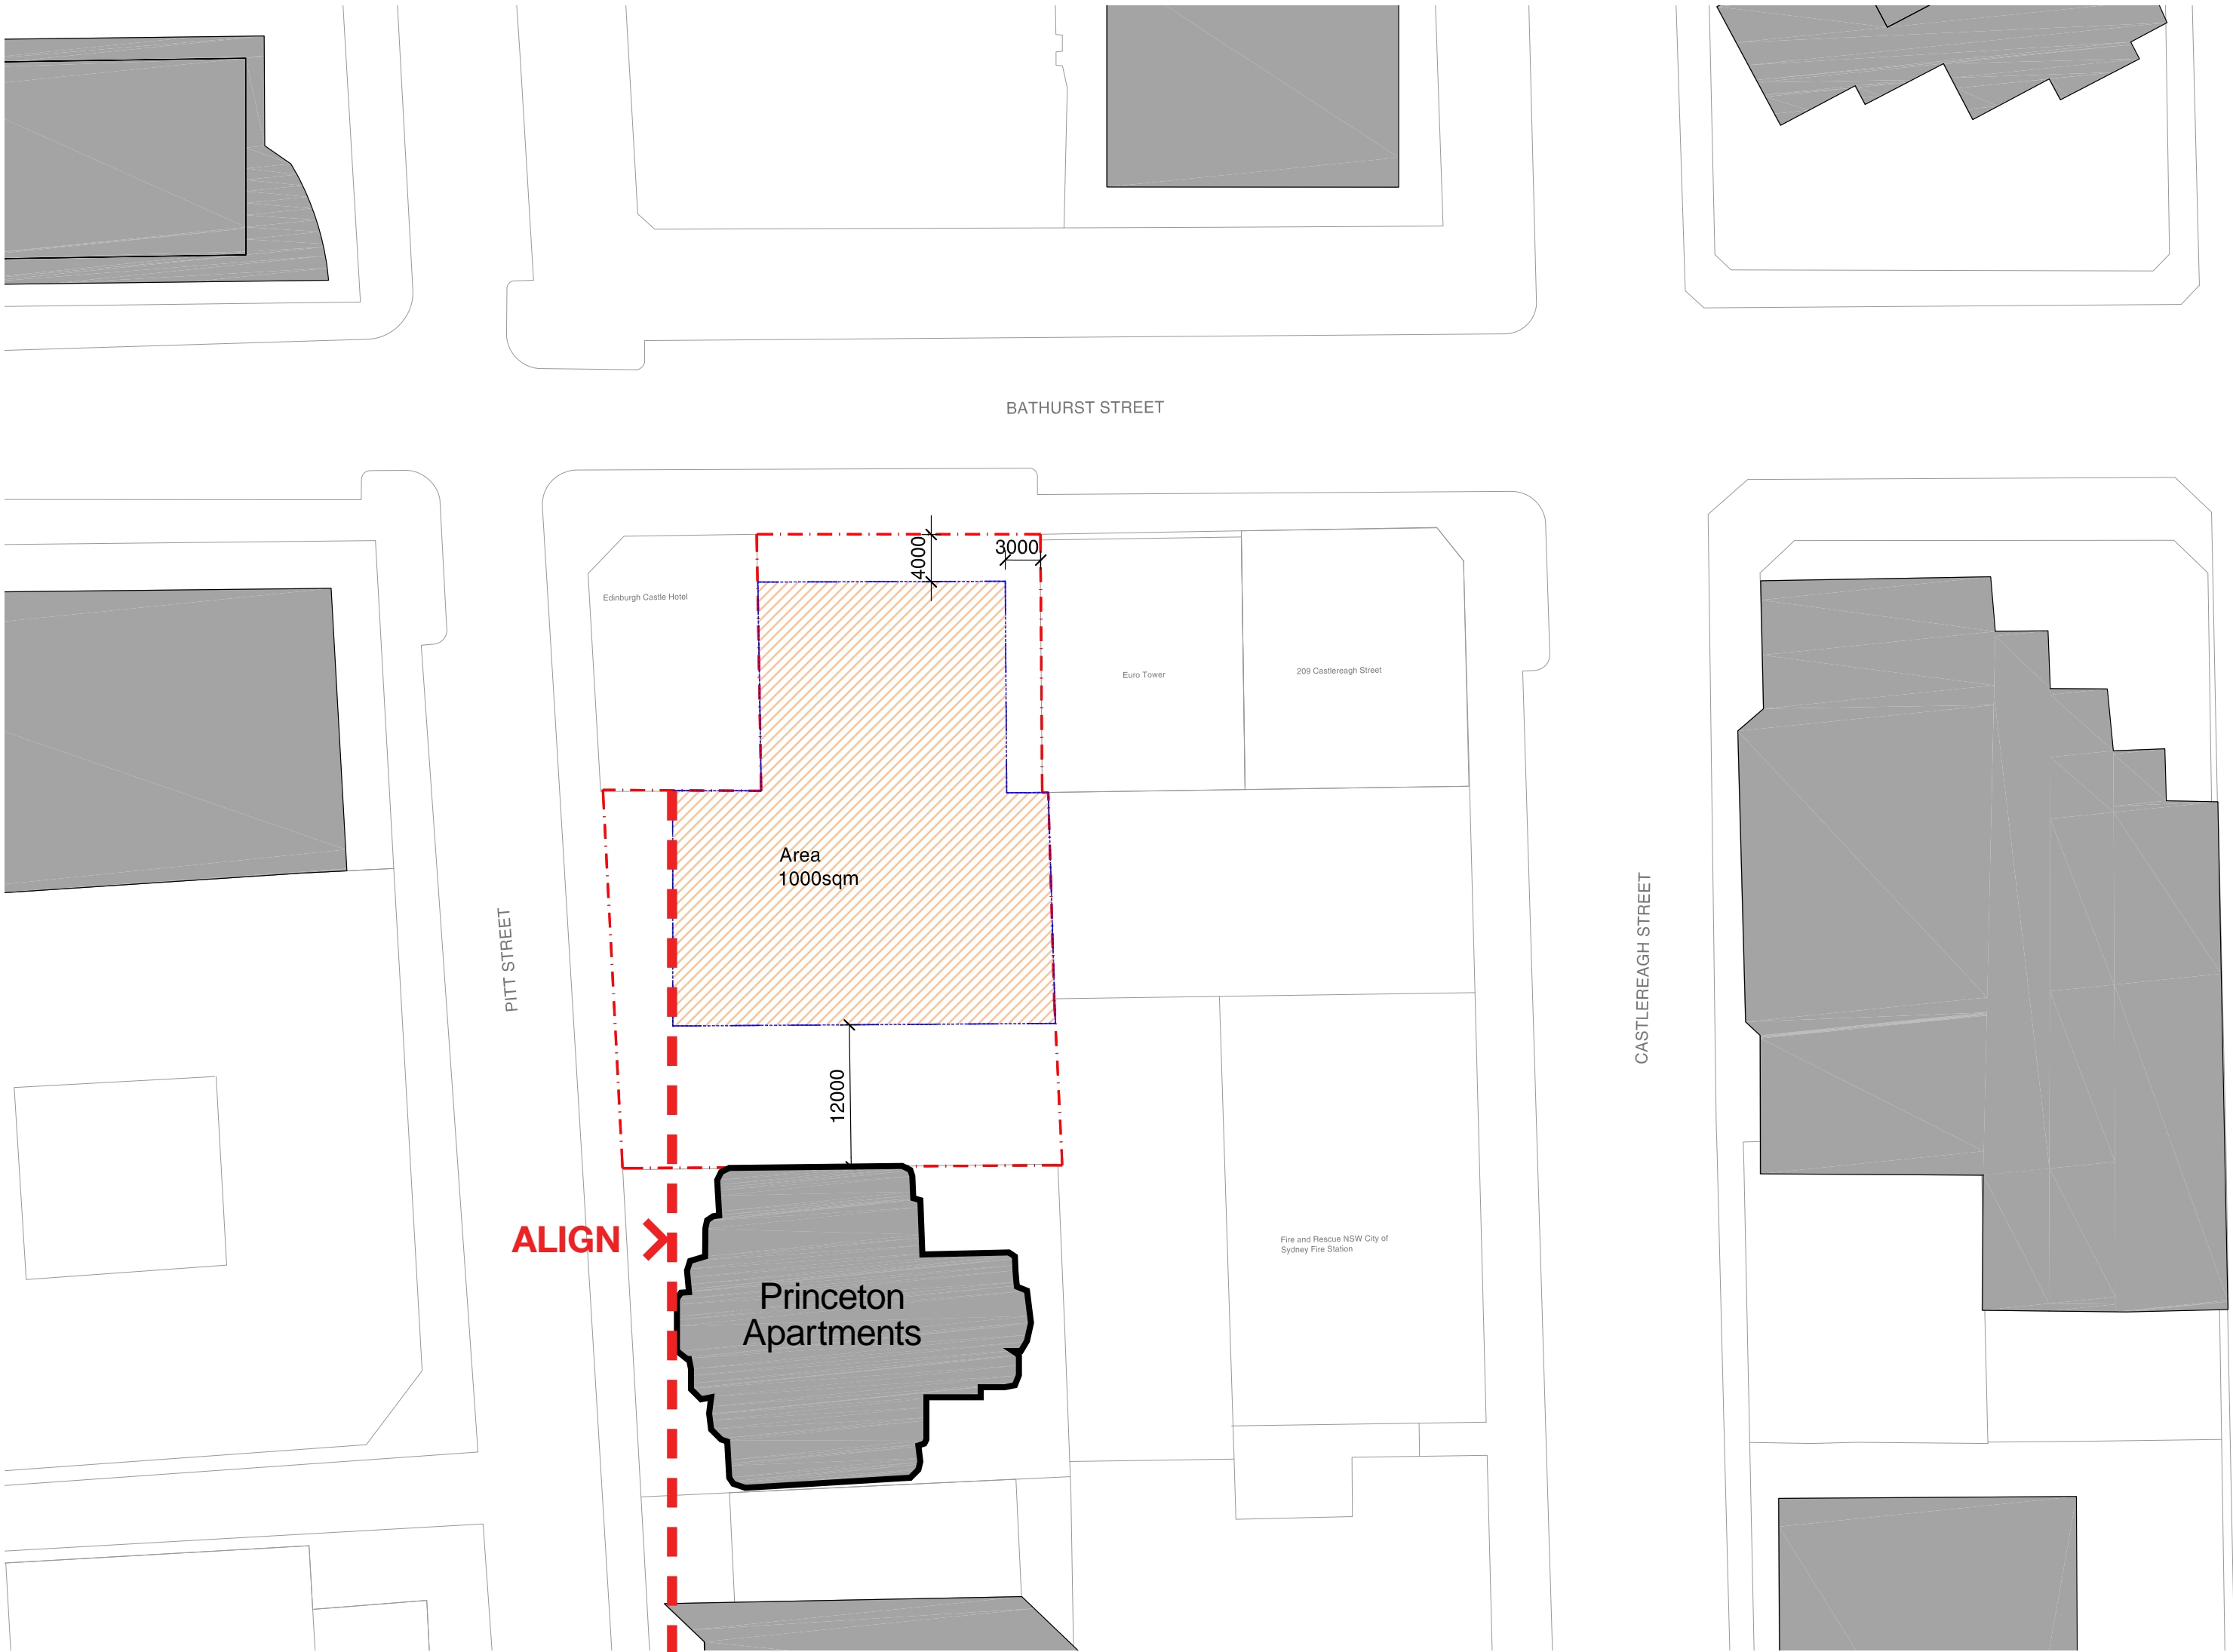 BATHURST STREET
4000
3000
Edinburgh Castle Hotel
Euro Tower
209 Castlereagh Street
Area
1000sqm
PITT STREET
CASTLEREAGH STREET
12000
ALIGN
Fire and Rescue NSW City of
Sydney Fire Station
Princeton
Apartments